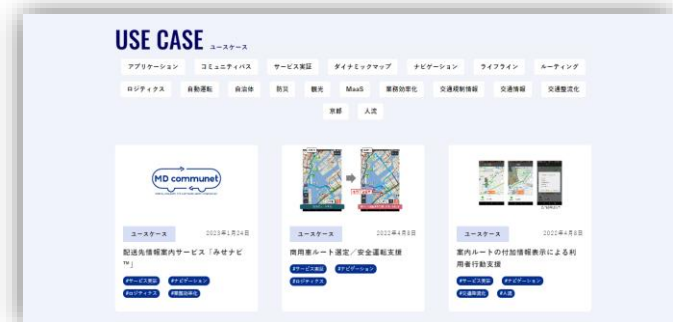 USE CASE ユースケース
アプリケーション コミュニティバス サービス実証 ダイナミックマップ ナビゲーション ライフライン ルーティング
ロジティクス 自動運転 自治体 防災 観光 MaaS 業務効率化 交通規制情報 交通情報 交通整流化
京都 人流
MD communet
ユースケース 2023年1月24日
配送先情報案内サービス「みせナビ
™」
#サービス実証 #ナビゲーション
#ロジティクス #業務効率化
ユースケース 2022年4月8日
商用車ルート選定／安全運転支援
#サービス実証 #ナビゲーション
#ロジティクス
ユースケース 2022年4月8日
案内ルートの付加情報表示による利
用者行動支援
#サービス実証 #ナビゲーション
#交通整流化 #人流